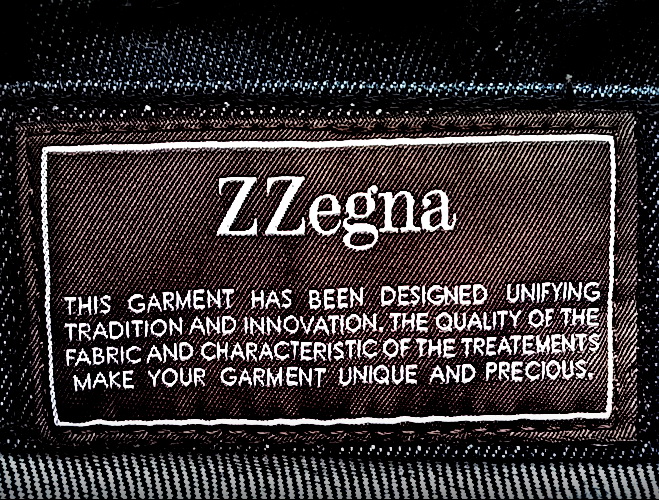 ZZegna
THIS GARMENT HAS BEEN DESIGNED UNIFYING
TRADITION AND INNOVATION. THE QUALITY OF THE
FABRIC AND CHARACTERISTIC OF THE TREATEMENTS
MAKE YOUR GARMENT UNIQUE AND PRECIOUS.